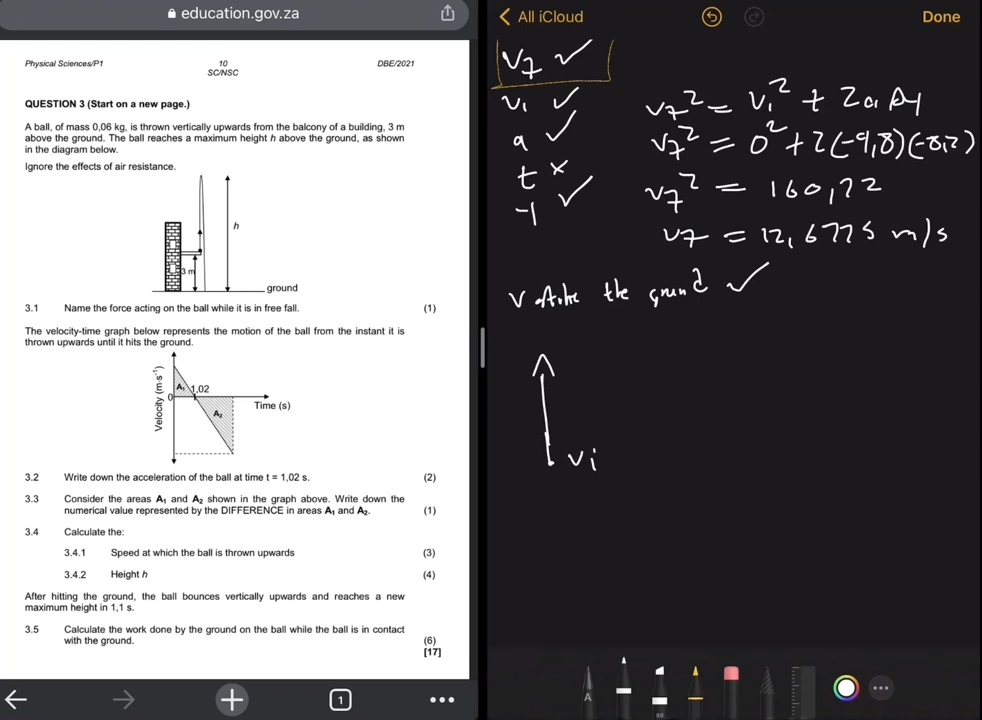 education.gov.za
Physical Sciences/P1
10
SC/NSC
DBE/2021
QUESTION 3 (Start on a new page.)
A ball, of mass 0,06 kg, is thrown vertically upwards from the balcony of a building, 3 m
above the ground. The ball reaches a maximum height h above the ground, as shown
in the diagram below.
Ignore the effects of air resistance.
h
3 m
ground
3.1 Name the force acting on the ball while it is in free fall. (1)
The velocity-time graph below represents the motion of the ball from the instant it is
thrown upwards until it hits the ground.
Velocity (m·s⁻¹)
0
A₁
1,02
A₂
Time (s)
3.2 Write down the acceleration of the ball at time t = 1,02 s. (2)
3.3 Consider the areas A₁ and A₂ shown in the graph above. Write down the
numerical value represented by the DIFFERENCE in areas A₁ and A₂. (1)
3.4 Calculate the:
3.4.1 Speed at which the ball is thrown upwards (3)
3.4.2 Height h (4)
After hitting the ground, the ball bounces vertically upwards and reaches a new
maximum height in 1,1 s.
3.5 Calculate the work done by the ground on the ball while the ball is in contact
with the ground. (6)
[17]
1
All iCloud
Done
vf ✓
vi ✓
a ✓
t ×
y ✓
vf² = vi² + 2a Δy
vf² = 0² + 2(-9,8)(-8,2)
vf² = 160,72
vf = 12,6775 m/s
the ground ✓
vi
A